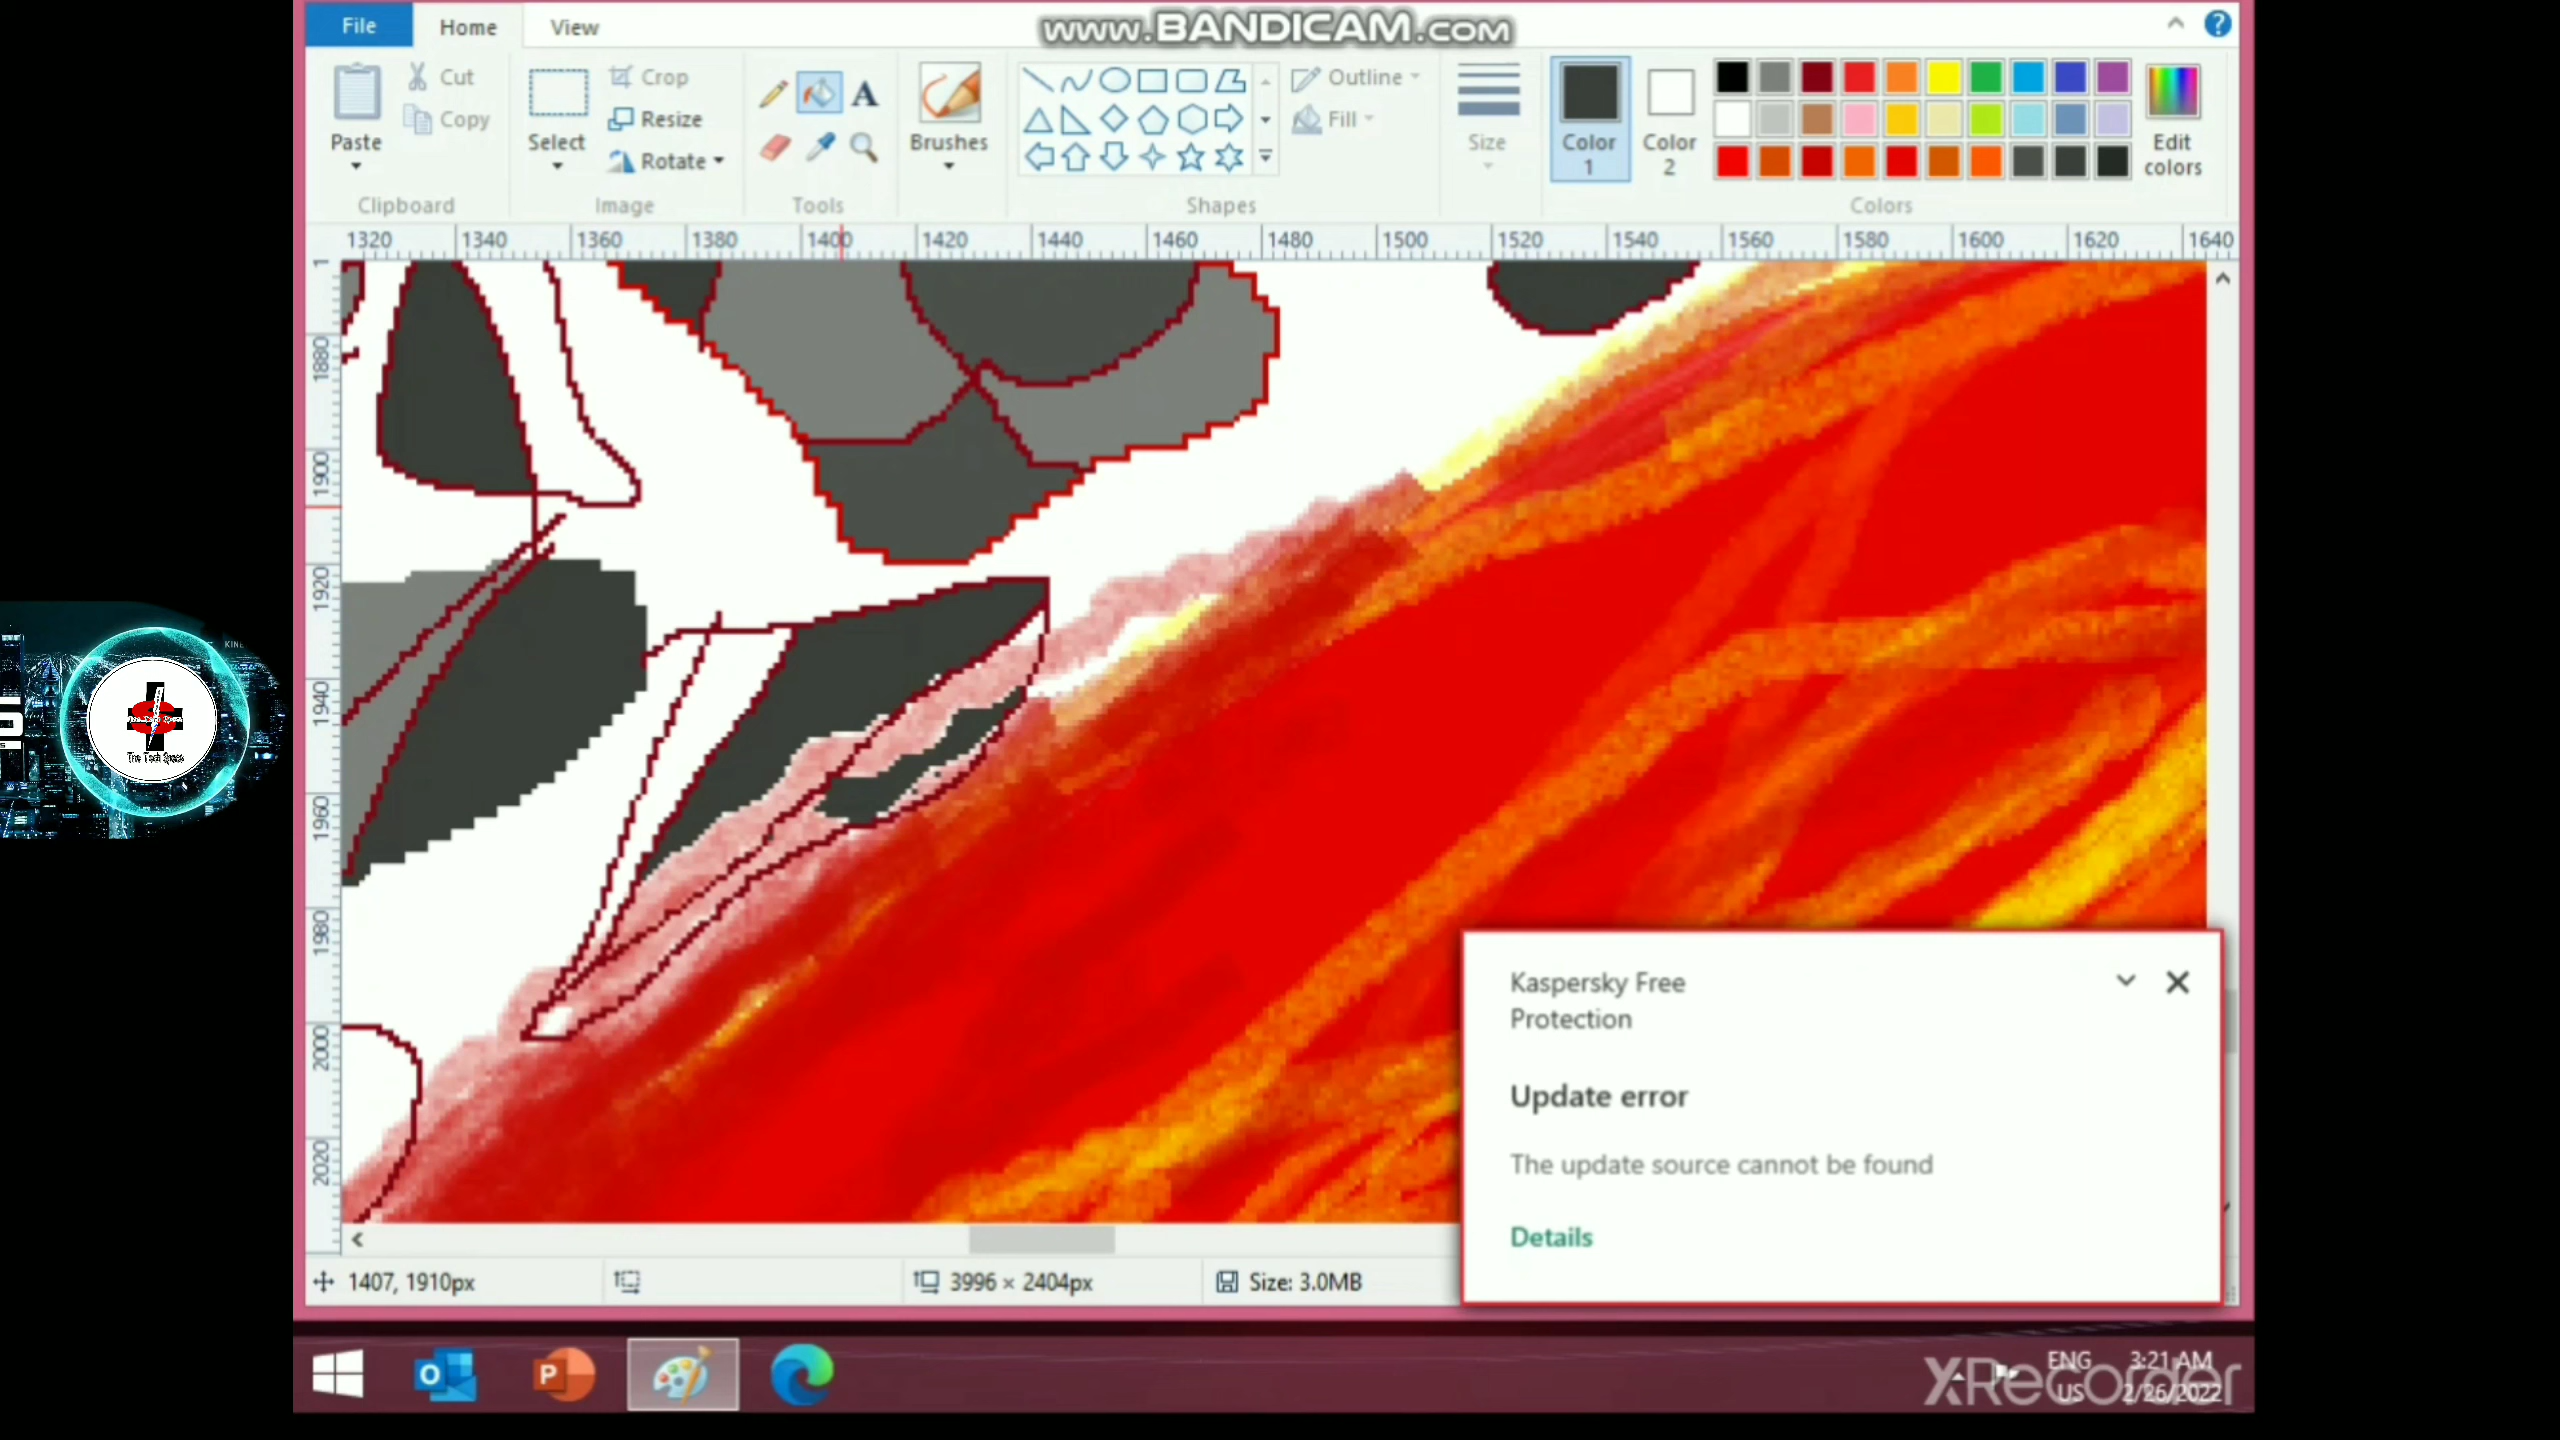 File Home View www.BANDICAM.com
Cut Crop Outline
Copy Resize Fill
Paste Select Rotate Brushes Size Color 1 Color 2 Edit colors
Clipboard Image Tools Shapes Colors
1320 1340 1360 1380 1400 1420 1440 1460 1480 1500 1520 1540 1560 1580 1600 1620 1640
1880
1900
1920
1940
1960
1980
2000
2020
KINE
The Tech Space
Kaspersky Free
Protection
Update error
The update source cannot be found
Details
1407, 1910px 3996 × 2404px Size: 3.0MB
ENG 3:21 AM
US 2/26/2022
XRecorder